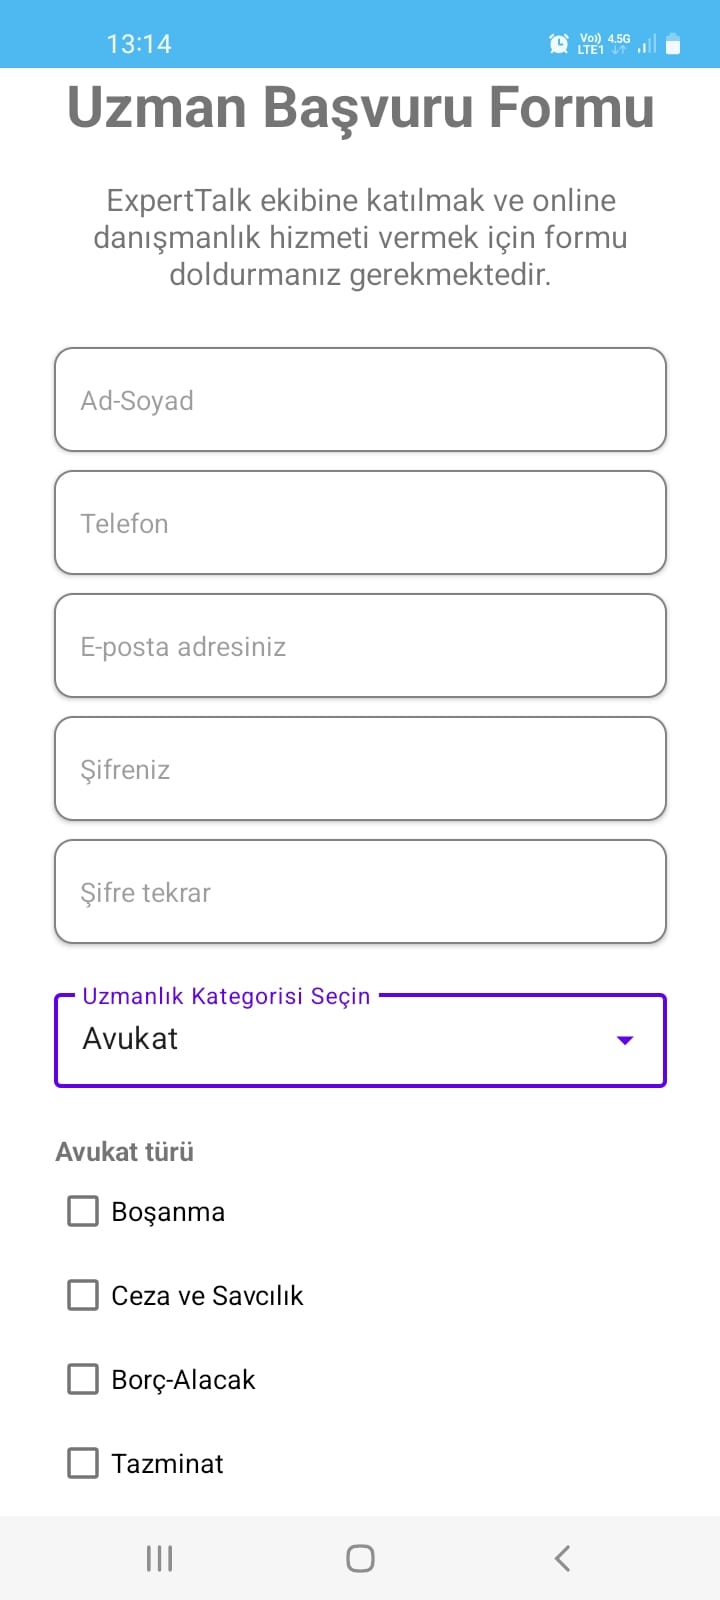 13:14
Vo)) 4.5G
LTE1
Uzman Başvuru Formu
ExpertTalk ekibine katılmak ve online
danışmanlık hizmeti vermek için formu
doldurmanız gerekmektedir.
Ad-Soyad
Telefon
E-posta adresiniz
Şifreniz
Şifre tekrar
Uzmanlık Kategorisi Seçin
Avukat
Avukat türü
Boşanma
Ceza ve Savcılık
Borç-Alacak
Tazminat